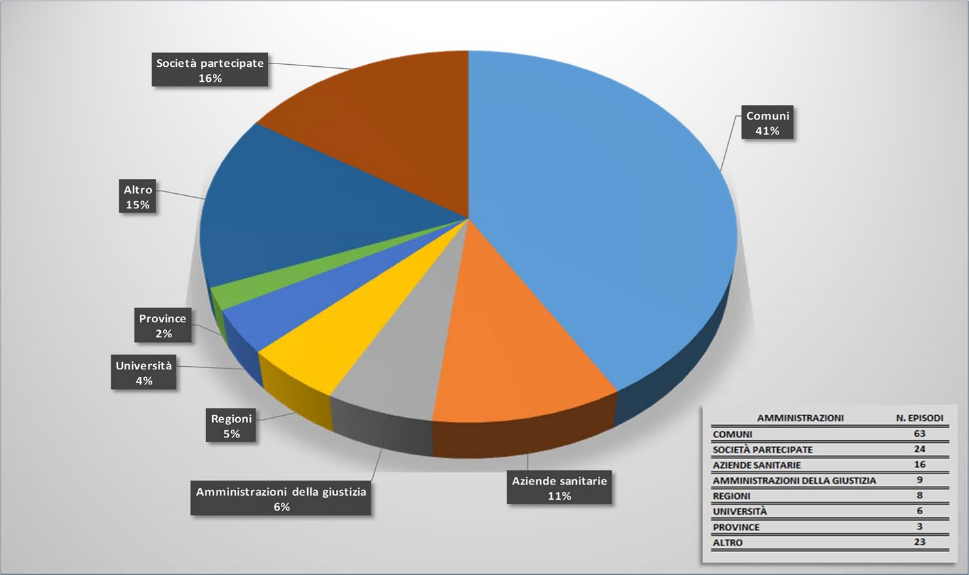 Società partecipate
16%
Comuni
41%
Altro
15%
Province
2%
Università
4%
Regioni
5%
Amministrazioni della giustizia
6%
Aziende sanitarie
11%
AMMINISTRAZIONI N. EPISODI
COMUNI 63
SOCIETÀ PARTECIPATE 24
AZIENDE SANITARIE 16
AMMINISTRAZIONI DELLA GIUSTIZIA 9
REGIONI 8
UNIVERSITÀ 6
PROVINCE 3
ALTRO 23